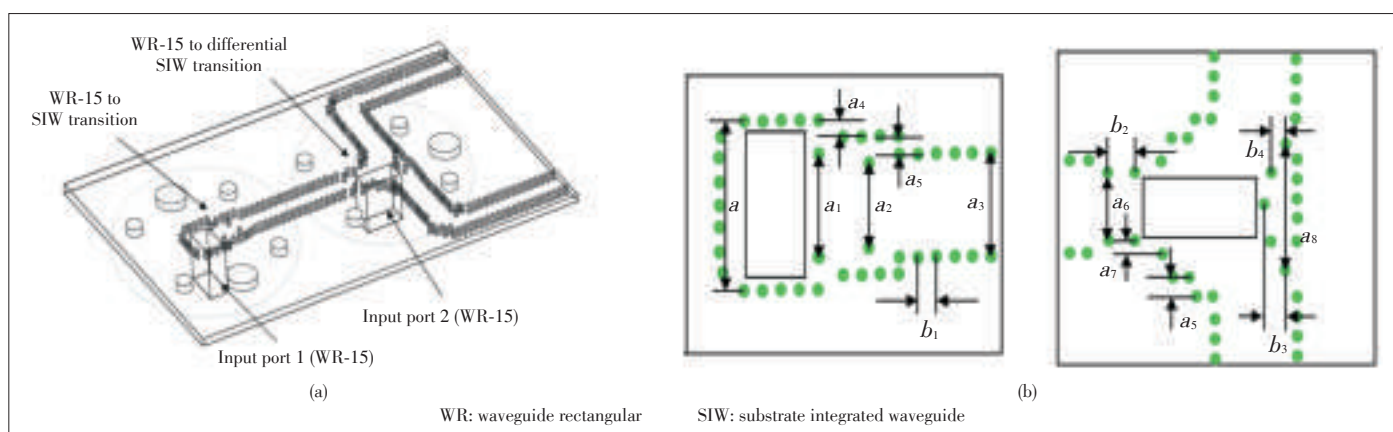 WR-15 to differential
SIW transition
WR-15 to
SIW transition
Input port 2 (WR-15)
Input port 1 (WR-15)
(a)
a
a1
a2
a3
a4
a5
b1
b2
b4
a6
a7
a5
a8
b3
(b)
WR: waveguide rectangular SIW: substrate integrated waveguide